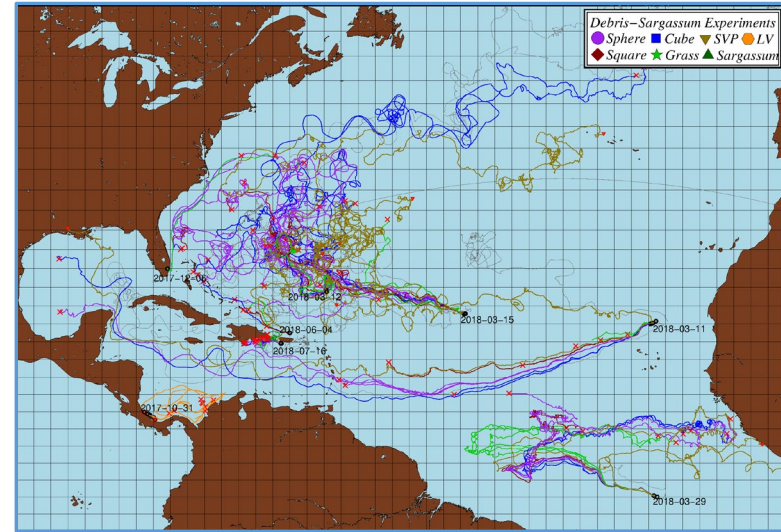 Debris-Sargassum Experiments
Sphere Cube SVP LV
Square Grass Sargassum
2017-12-06
2018-03-12
2018-03-15
2018-06-04
2018-03-11
2018-07-16
2017-10-31
2018-03-29